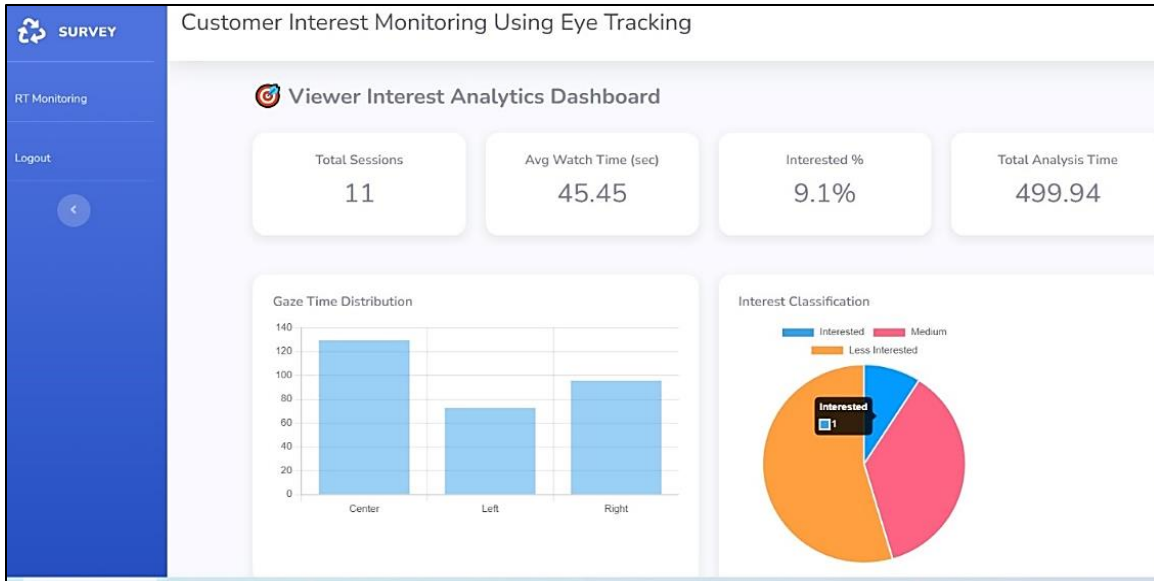 SURVEY
Customer Interest Monitoring Using Eye Tracking
RT Monitoring
Logout
Viewer Interest Analytics Dashboard
Total Sessions
11
Avg Watch Time (sec)
45.45
Interested %
9.1%
Total Analysis Time
499.94
Gaze Time Distribution
140
120
100
80
60
40
20
0
Center Left Right
Interest Classification
Interested Medium
Less Interested
Interested
1